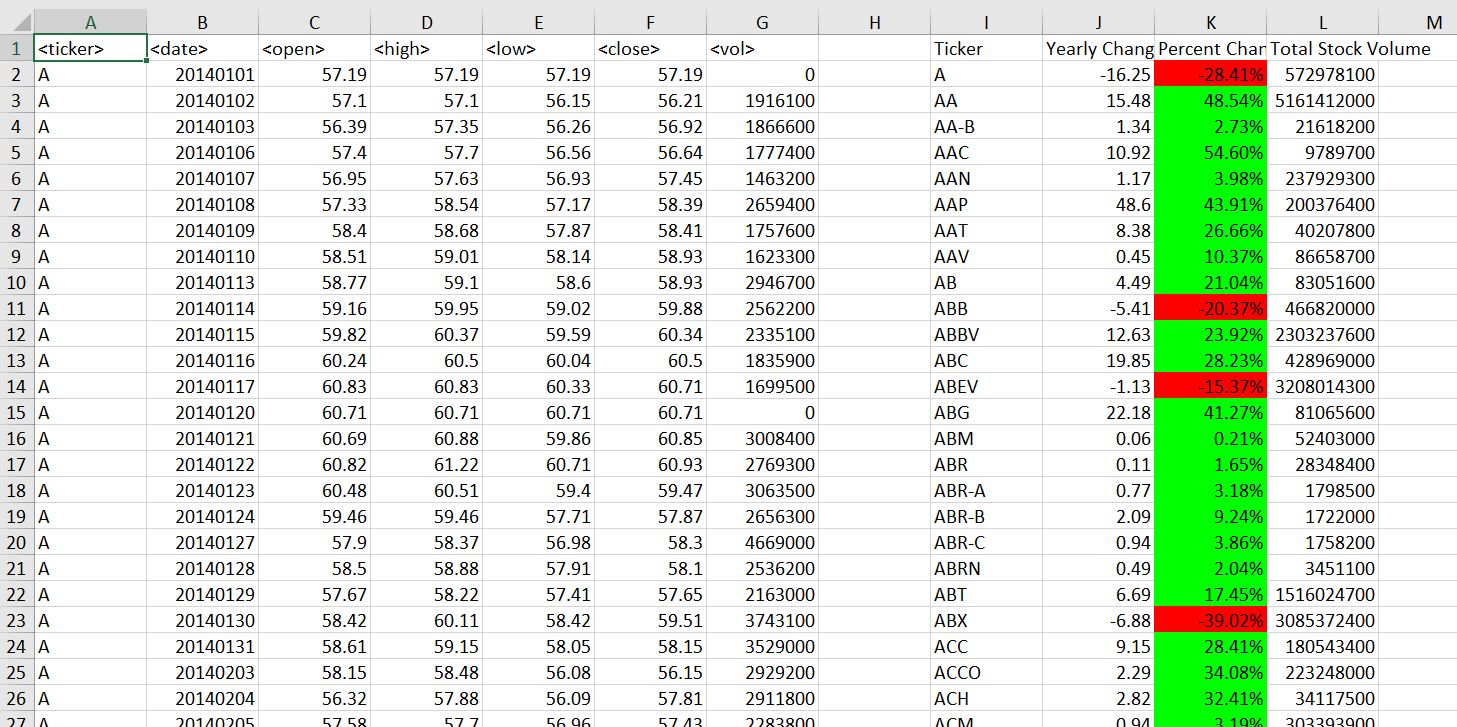 A B C D E F G H I J K L M
1 <ticker> <date> <open> <high> <low> <close> <vol> Ticker Yearly Chang Percent Chan Total Stock Volume
2 A 20140101 57.19 57.19 57.19 57.19 0 A -16.25 -28.41% 572978100
3 A 20140102 57.1 57.1 56.15 56.21 1916100 AA 15.48 48.54% 5161412000
4 A 20140103 56.39 57.35 56.26 56.92 1866600 AA-B 1.34 2.73% 21618200
5 A 20140106 57.4 57.7 56.56 56.64 1777400 AAC 10.92 54.60% 9789700
6 A 20140107 56.95 57.63 56.93 57.45 1463200 AAN 1.17 3.98% 237929300
7 A 20140108 57.33 58.54 57.17 58.39 2659400 AAP 48.6 43.91% 200376400
8 A 20140109 58.4 58.68 57.87 58.41 1757600 AAT 8.38 26.66% 40207800
9 A 20140110 58.51 59.01 58.14 58.93 1623300 AAV 0.45 10.37% 86658700
10 A 20140113 58.77 59.1 58.6 58.93 2946700 AB 4.49 21.04% 83051600
11 A 20140114 59.16 59.95 59.02 59.88 2562200 ABB -5.41 -20.37% 466820000
12 A 20140115 59.82 60.37 59.59 60.34 2335100 ABBV 12.63 23.92% 2303237600
13 A 20140116 60.24 60.5 60.04 60.5 1835900 ABC 19.85 28.23% 428969000
14 A 20140117 60.83 60.83 60.33 60.71 1699500 ABEV -1.13 -15.37% 3208014300
15 A 20140120 60.71 60.71 60.71 60.71 0 ABG 22.18 41.27% 81065600
16 A 20140121 60.69 60.88 59.86 60.85 3008400 ABM 0.06 0.21% 52403000
17 A 20140122 60.82 61.22 60.71 60.93 2769300 ABR 0.11 1.65% 28348400
18 A 20140123 60.48 60.51 59.4 59.47 3063500 ABR-A 0.77 3.18% 1798500
19 A 20140124 59.46 59.46 57.71 57.87 2656300 ABR-B 2.09 9.24% 1722000
20 A 20140127 57.9 58.37 56.98 58.3 4669000 ABR-C 0.94 3.86% 1758200
21 A 20140128 58.5 58.88 57.91 58.1 2536200 ABRN 0.49 2.04% 3451100
22 A 20140129 57.67 58.22 57.41 57.65 2163000 ABT 6.69 17.45% 1516024700
23 A 20140130 58.42 60.11 58.42 59.51 3743100 ABX -6.88 -39.02% 3085372400
24 A 20140131 58.61 59.15 58.05 58.15 3529000 ACC 9.15 28.41% 180543400
25 A 20140203 58.15 58.48 56.08 56.15 2929200 ACCO 2.29 34.08% 223248000
26 A 20140204 56.32 57.88 56.09 57.81 2911800 ACH 2.82 32.41% 34117500
27 A 20140205 57.58 57.7 56.96 57.43 2283800 ACM 0.94 3.19% 303393900